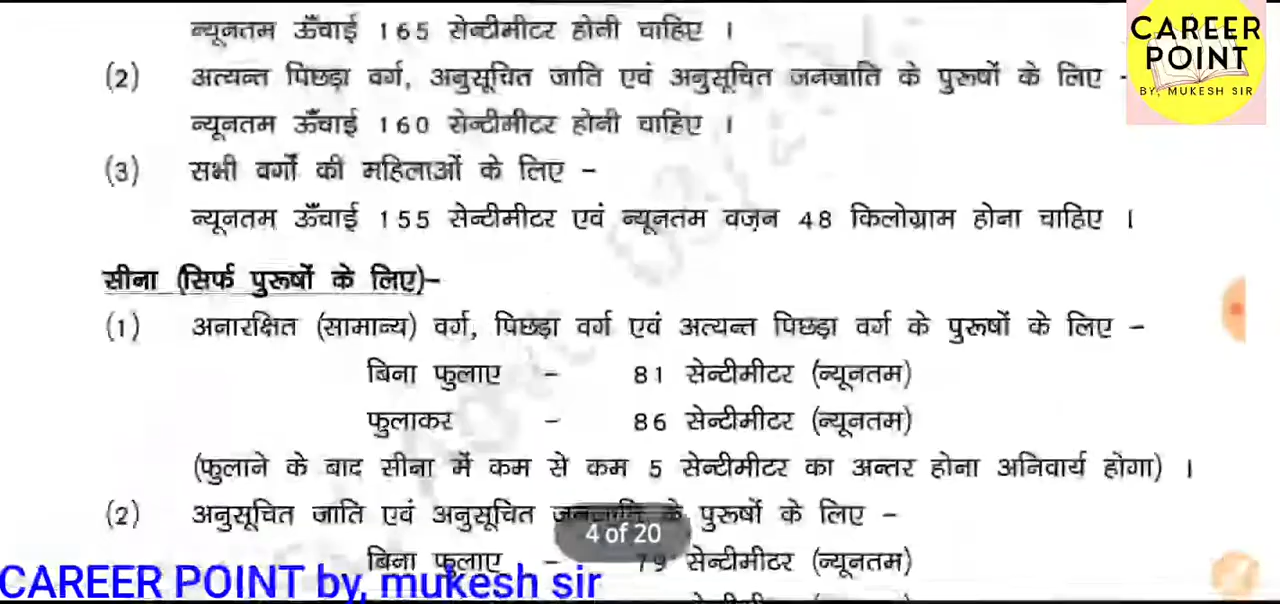 न्यूनतम ऊँचाई 165 सेन्टीमीटर होनी चाहिए ।
(2) अत्यन्त पिछड़ा वर्ग, अनुसूचित जाति एवं अनुसूचित जनजाति के पुरूषों के लिए -
न्यूनतम ऊँचाई 160 सेन्टीमीटर होनी चाहिए ।
(3) सभी वर्गों की महिलाओं के लिए -
न्यूनतम ऊँचाई 155 सेन्टीमीटर एवं न्यूनतम वज़न 48 किलोग्राम होना चाहिए ।
सीना (सिर्फ पुरूषों के लिए)-
(1) अनारक्षित (सामान्य) वर्ग, पिछड़ा वर्ग एवं अत्यन्त पिछड़ा वर्ग के पुरूषों के लिए -
बिना फुलाए - 81 सेन्टीमीटर (न्यूनतम)
फुलाकर - 86 सेन्टीमीटर (न्यूनतम)
(फुलाने के बाद सीना में कम से कम 5 सेन्टीमीटर का अन्तर होना अनिवार्य होगा) ।
(2) अनुसूचित जाति एवं अनुसूचित जनजाति के पुरूषों के लिए -
बिना फुलाए - 79 सेन्टीमीटर (न्यूनतम)
CAREER
POINT
BY, MUKESH SIR
4 of 20
CAREER POINT by, mukesh sir